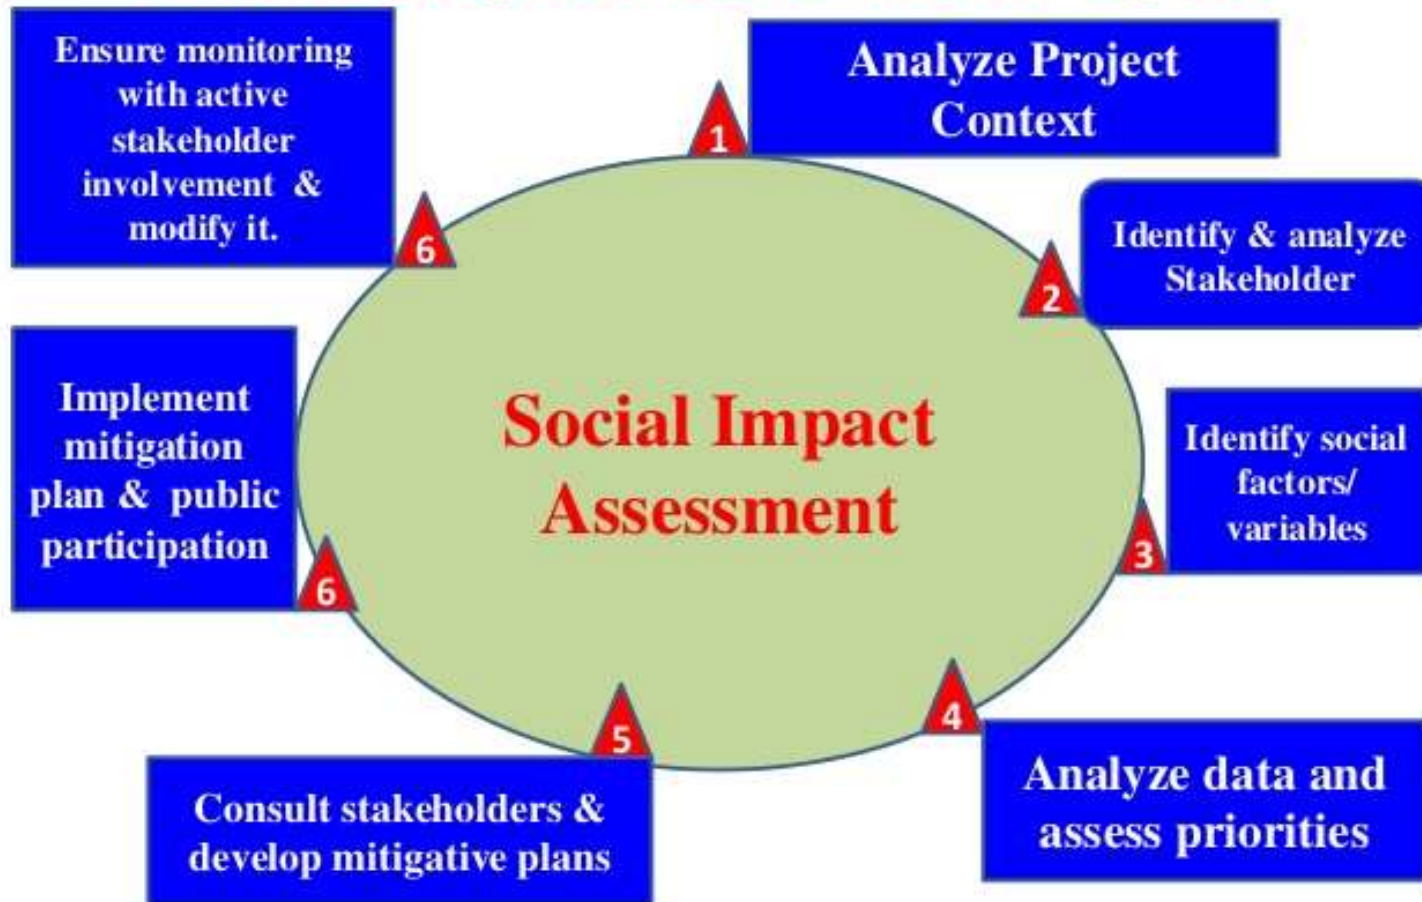 Analyze Project
Context
1
Identify & analyze
Stakeholder
2
Identify social
factors/
variables
3
Analyze data and
assess priorities
4
Consult stakeholders &
develop mitigative plans
5
Implement
mitigation
plan & public
participation
6
Ensure monitoring
with active
stakeholder
involvement &
modify it.
6
Social Impact
Assessment